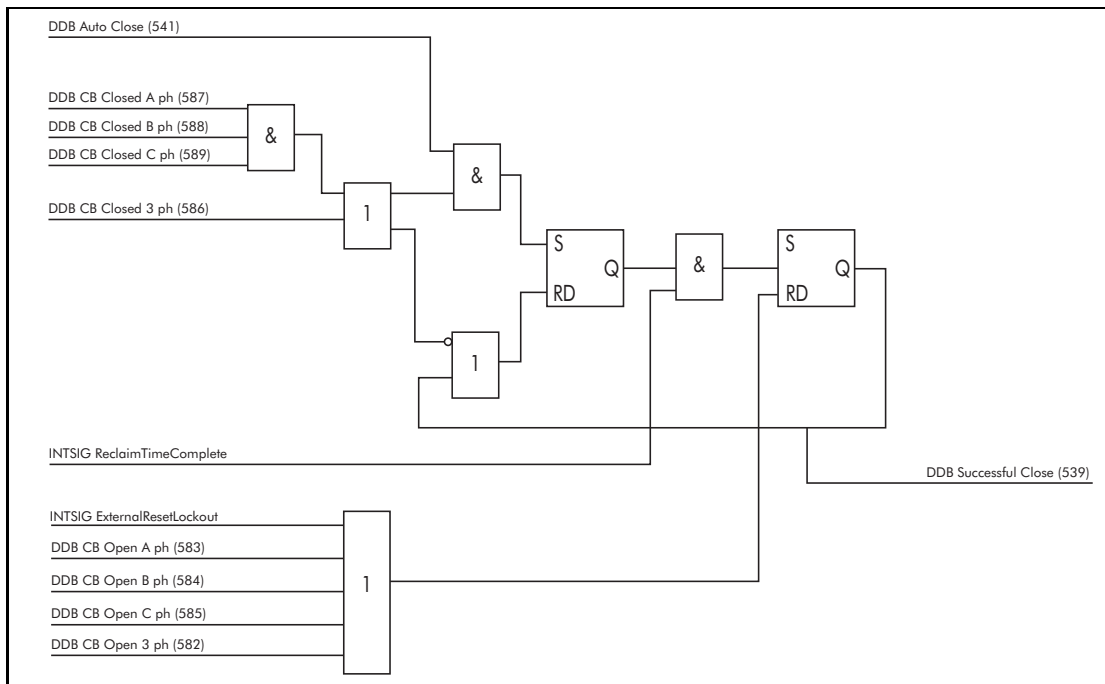 DDB Auto Close (541)
DDB CB Closed A ph (587)
DDB CB Closed B ph (588)
DDB CB Closed C ph (589)
&
&
DDB CB Closed 3 ph (586)
1
S
Q
RD
&
S
Q
RD
1
INTSIG ReclaimTimeComplete
DDB Successful Close (539)
INTSIG ExternalResetLockout
DDB CB Open A ph (583)
DDB CB Open B ph (584)
1
DDB CB Open C ph (585)
DDB CB Open 3 ph (582)